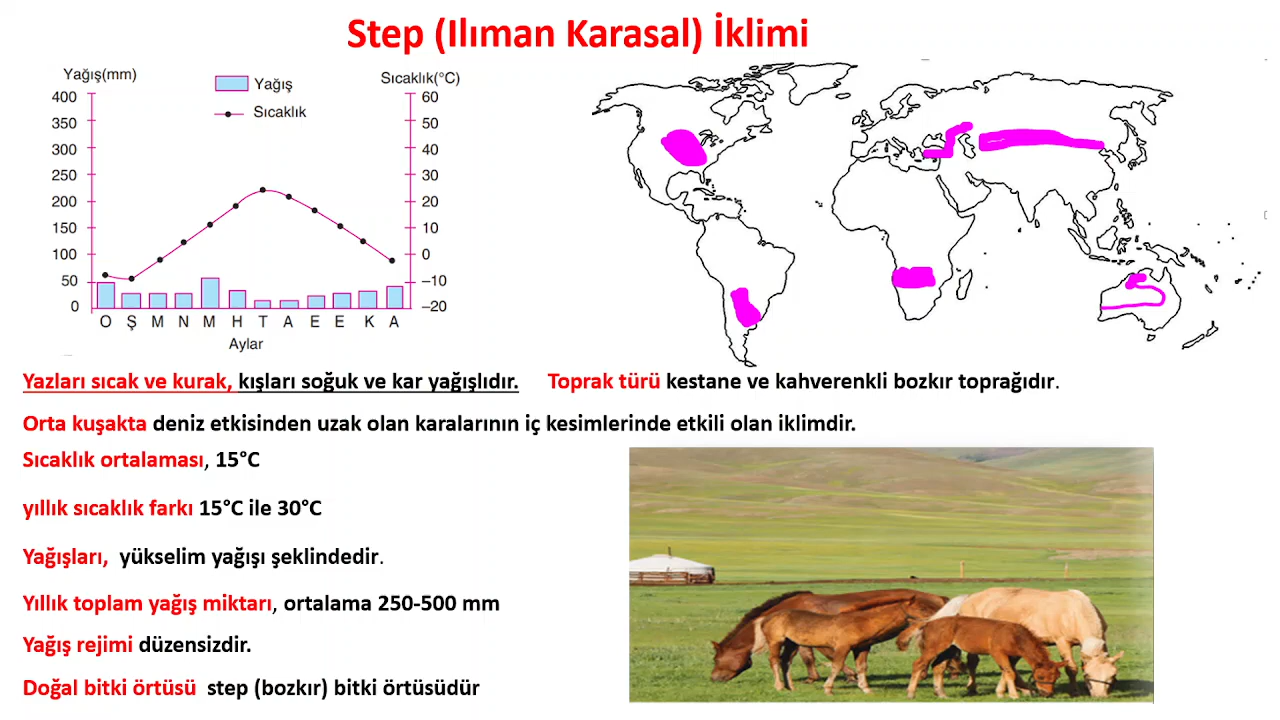 Step (Ilıman Karasal) İklimi
Yağış(mm)
Yağış
Sıcaklık
Sıcaklık(°C)
400
350
300
250
200
150
100
50
0
60
50
40
30
20
10
0
–10
–20
O Ş M N M H T A E E K A
Aylar
Yazları sıcak ve kurak, kışları soğuk ve kar yağışlıdır. Toprak türü kestane ve kahverenkli bozkır toprağıdır.
Orta kuşakta deniz etkisinden uzak olan karalarının iç kesimlerinde etkili olan iklimdir.
Sıcaklık ortalaması, 15°C
yıllık sıcaklık farkı 15°C ile 30°C
Yağışları, yükselim yağışı şeklindedir.
Yıllık toplam yağış miktarı, ortalama 250-500 mm
Yağış rejimi düzensizdir.
Doğal bitki örtüsü step (bozkır) bitki örtüsüdür